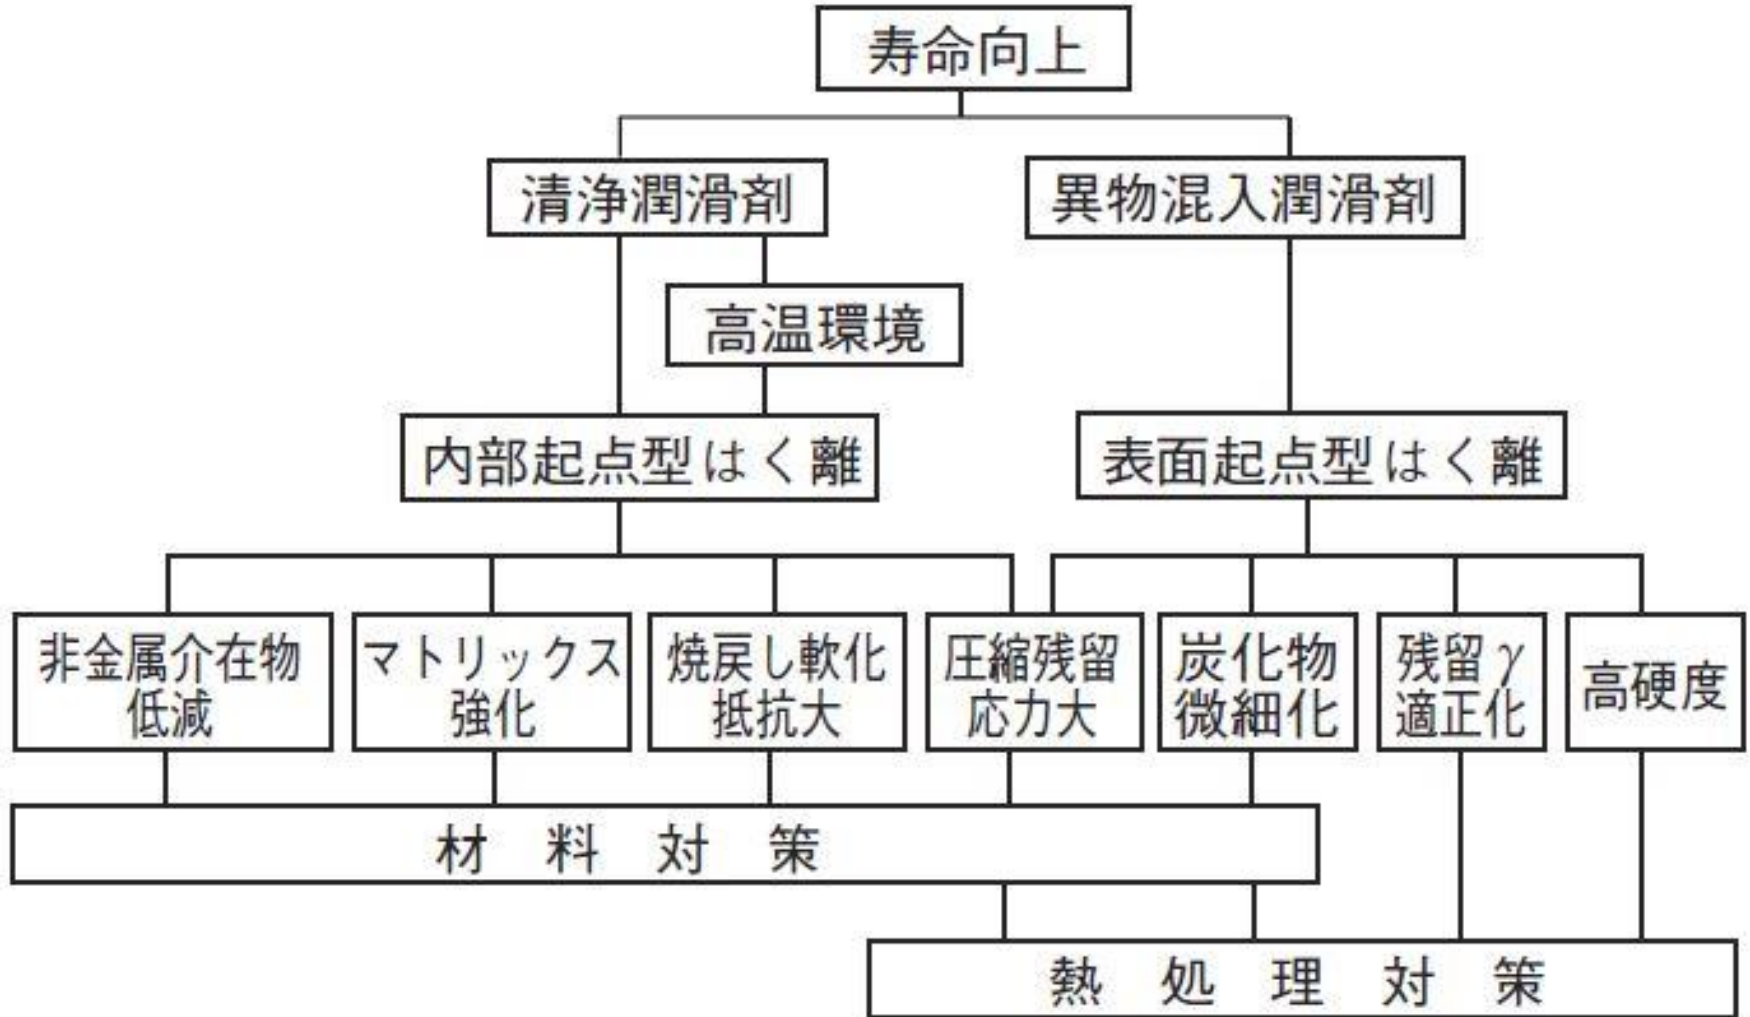 寿命向上
清浄潤滑剤
異物混入潤滑剤
高温環境
内部起点型はく離
表面起点型はく離
非金属介在物
低減
マトリックス
強化
焼戻し軟化
抵抗大
圧縮残留
応力大
炭化物
微細化
残留γ
適正化
高硬度
材料対策
熱処理対策